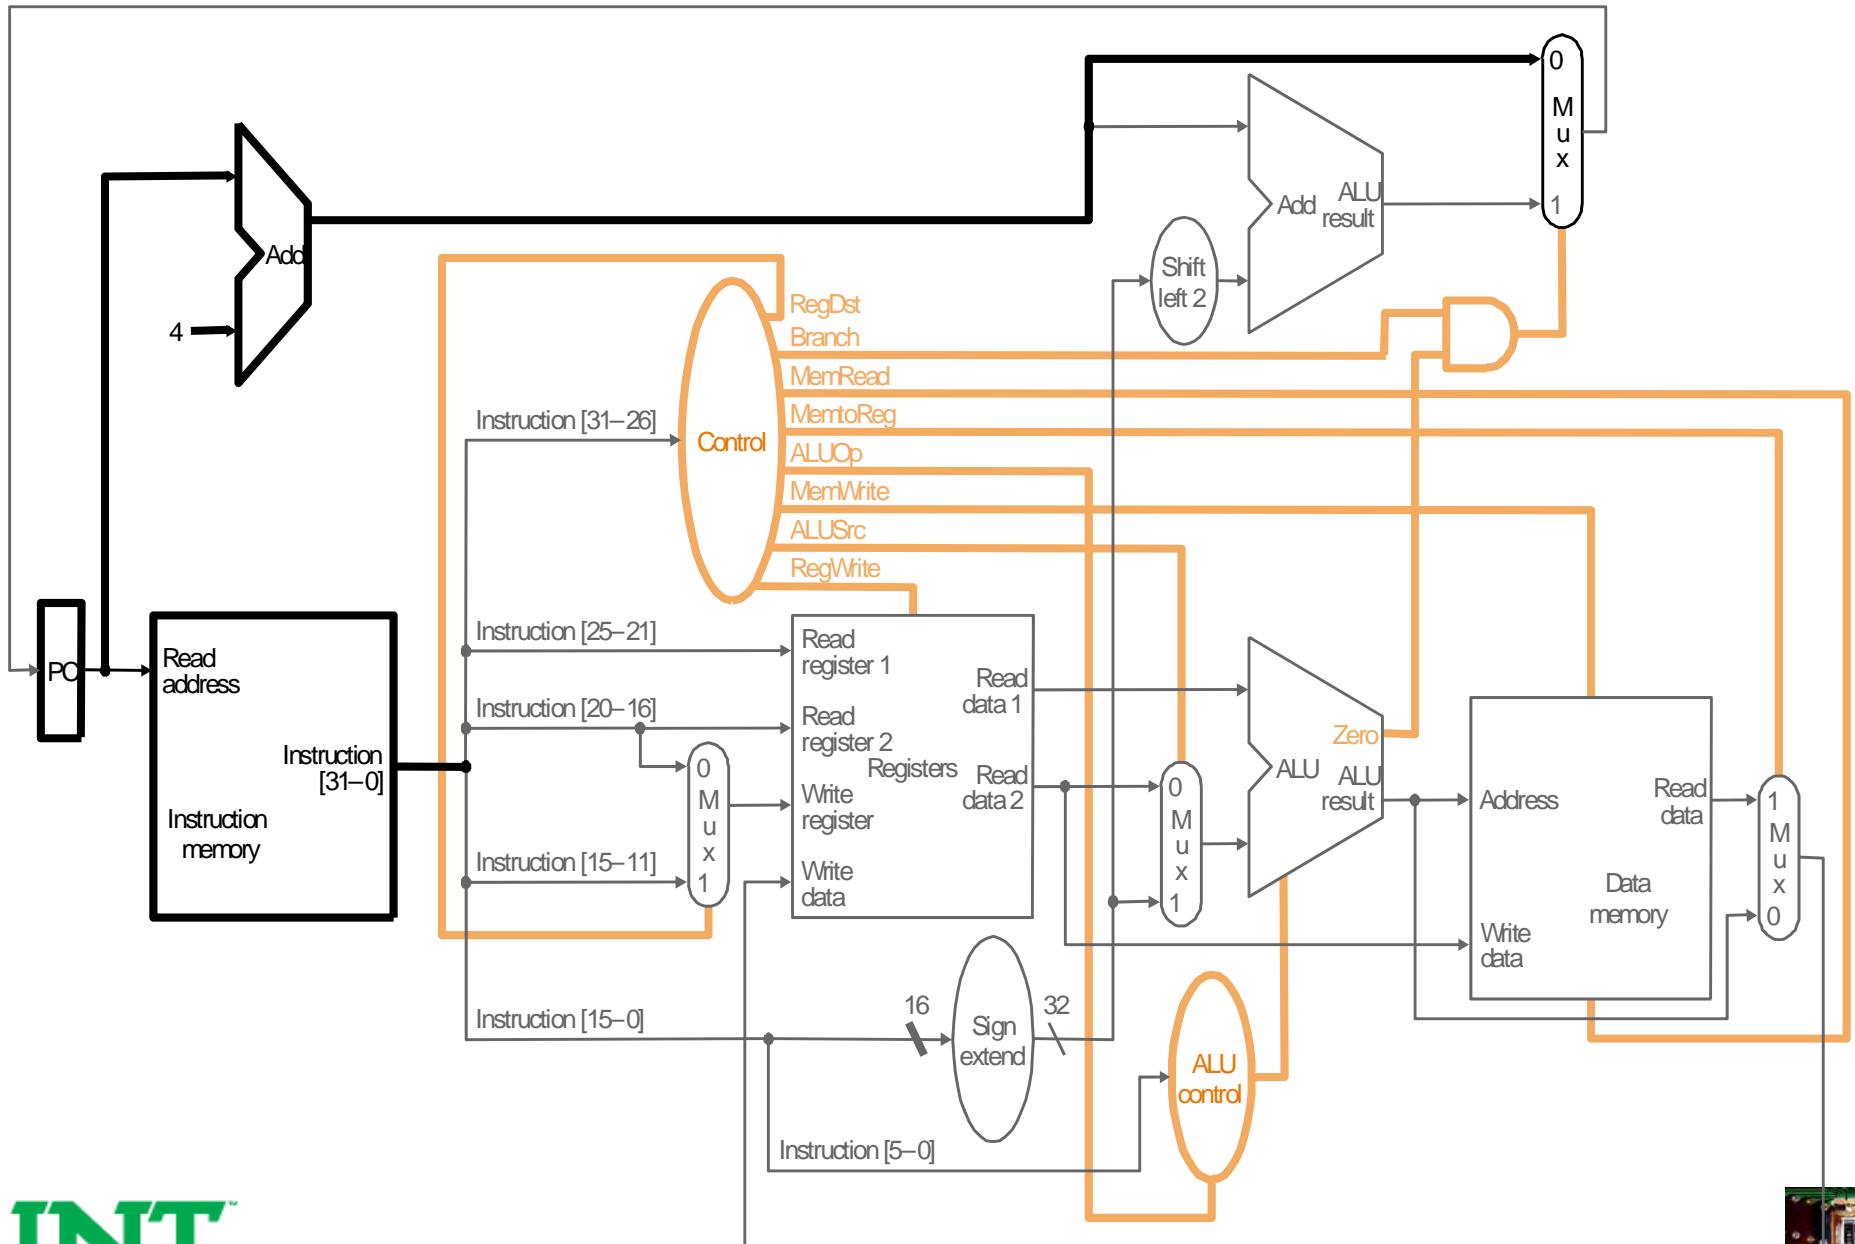 0
M
u
x
1
Add
ALU
result
Add
Shift
left 2
4
RegDst
Branch
MemRead
MemtoReg
ALUOp
MemWrite
ALUSrc
RegWrite
Control
Instruction [31–26]
Instruction [25–21]
Instruction [20–16]
Instruction [15–11]
Instruction [15–0]
Instruction [5–0]
PC
Read
address
Instruction
[31–0]
Instruction
memory
0
M
u
x
1
Read
register 1
Read
register 2
Write
register
Write
data
Registers
Read
data 1
Read
data 2
0
M
u
x
1
Zero
ALU
ALU
result
Address
Write
data
Read
data
Data
memory
1
M
u
x
0
16
Sign
extend
32
ALU
control